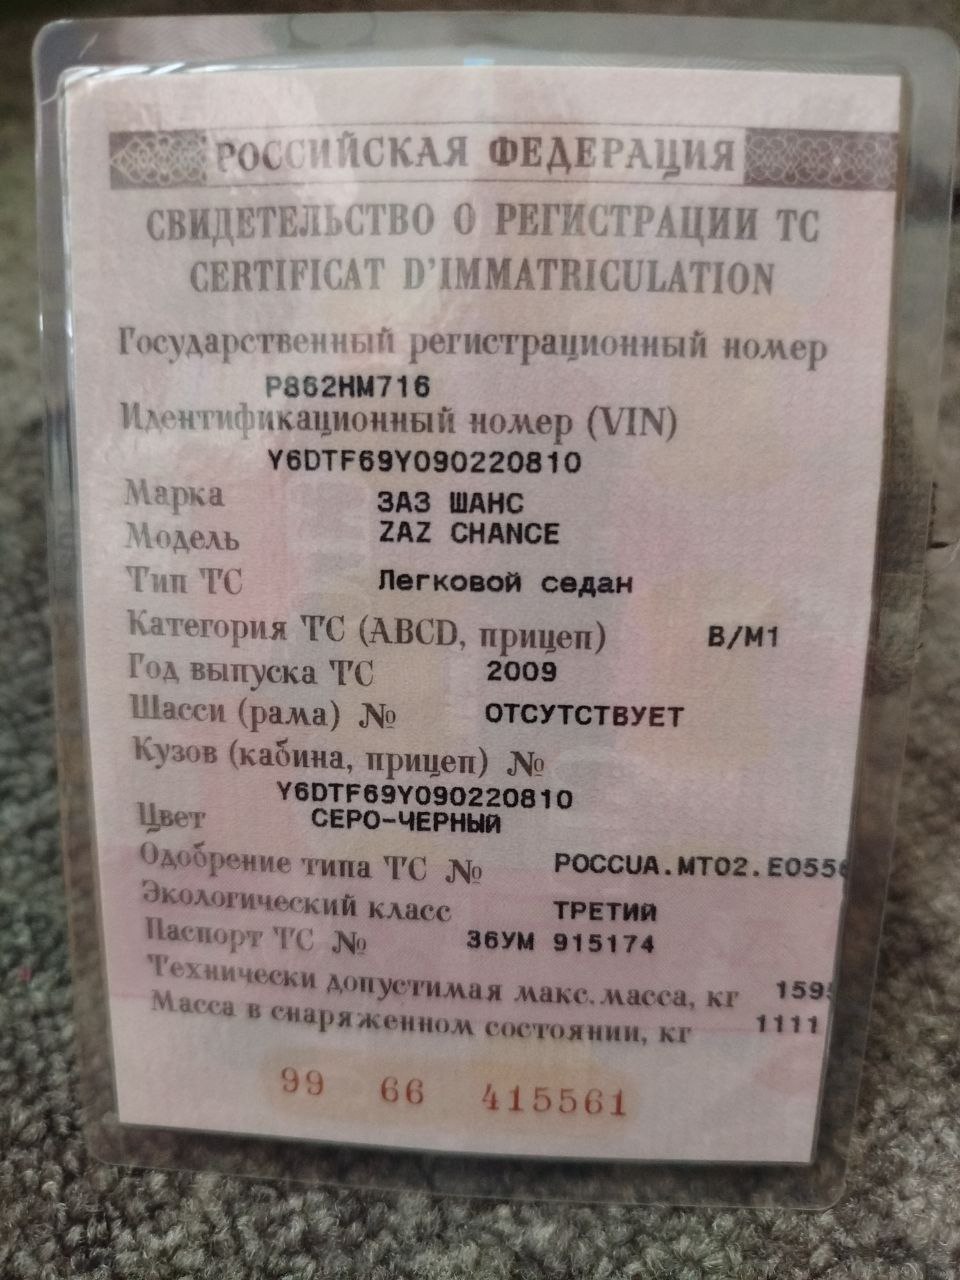 РОССИЙСКАЯ ФЕДЕРАЦИЯ
СВИДЕТЕЛЬСТВО О РЕГИСТРАЦИИ ТС
CERTIFICAT D'IMMATRICULATION
Государственный регистрационный номер
Р862НМ716
Идентификационный номер (VIN)
Y6DTF69Y090220810
Марка ЗАЗ ШАНС
Модель ZAZ CHANCE
Тип ТС Легковой седан
Категория ТС (ABCD, прицеп) B/M1
Год выпуска ТС 2009
Шасси (рама) № ОТСУТСТВУЕТ
Кузов (кабина, прицеп) №
Y6DTF69Y090220810
Цвет СЕРО-ЧЕРНЫЙ
Одобрение типа ТС №
Экологический класс ТРЕТИЙ
Паспорт ТС № 36УМ 915174
Технически допустимая макс. масса, кг
Масса в снаряженном состоянии, кг 1111
99 66 415561